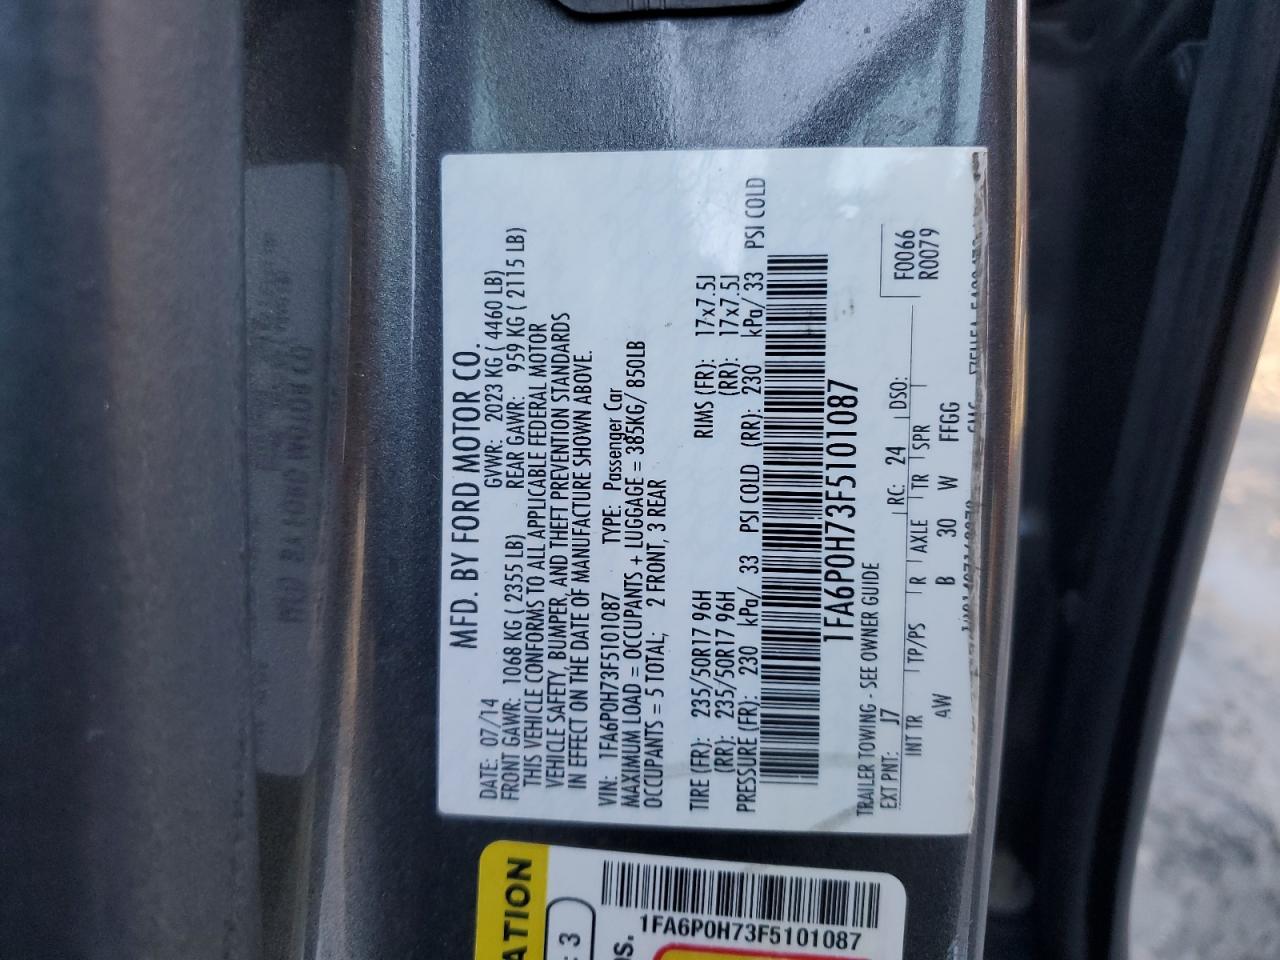 MFD. BY FORD MOTOR CO.
DATE: 07/14 GVWR: 2023 KG ( 4460 LB)
FRONT GAWR: 1068 KG ( 2355 LB) REAR GAWR: 959 KG ( 2115 LB)
THIS VEHICLE CONFORMS TO ALL APPLICABLE FEDERAL MOTOR
VEHICLE SAFETY, BUMPER, AND THEFT PREVENTION STANDARDS
IN EFFECT ON THE DATE OF MANUFACTURE SHOWN ABOVE.
VIN: 1FA6P0H73F5101087 TYPE: Passenger Car
MAXIMUM LOAD = OCCUPANTS + LUGGAGE = 385KG/ 850LB
OCCUPANTS = 5 TOTAL; 2 FRONT, 3 REAR
TIRE (FR): 235/50R17 96H RIMS (FR): 17x7.5J
(RR): 235/50R17 96H (RR): 17x7.5J
PRESSURE (FR): 230 kPa/ 33 PSI COLD (RR): 230 kPa/ 33 PSI COLD
1FA6P0H73F5101087
TRAILER TOWING - SEE OWNER GUIDE
EXT PNT: J7 RC: 24 DSO: F0066
R0079
INT TR TP/PS R AXLE TR SPR
AW B 30 W FFGG
ATION
: 3
ns.
1FA6P0H73F5101087